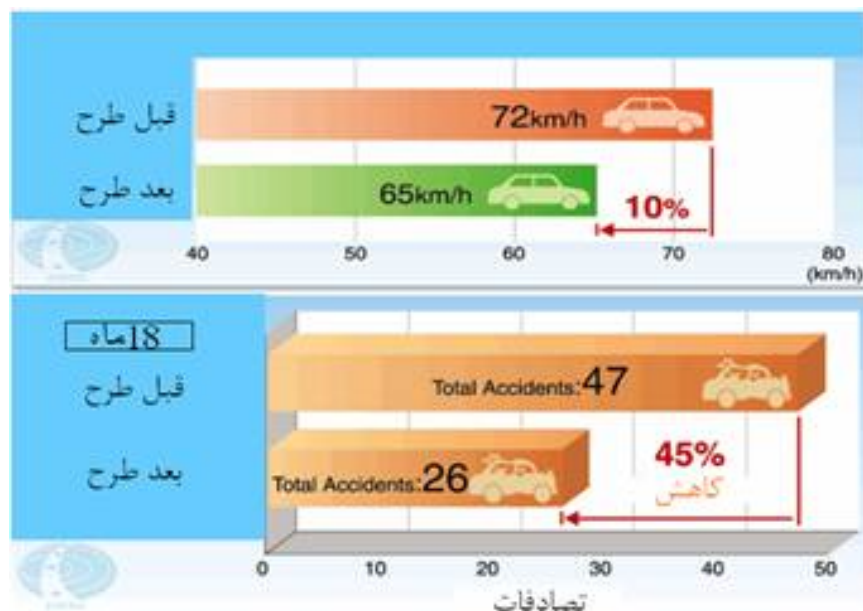 قبل طرح
72km/h
بعد طرح
65km/h
10%
40 50 60 70 80
(km/h)
18ماه
قبل طرح
Total Accidents:47
بعد طرح
Total Accidents:26
45%
کاهش
0 10 20 30 40 50
تصادفات